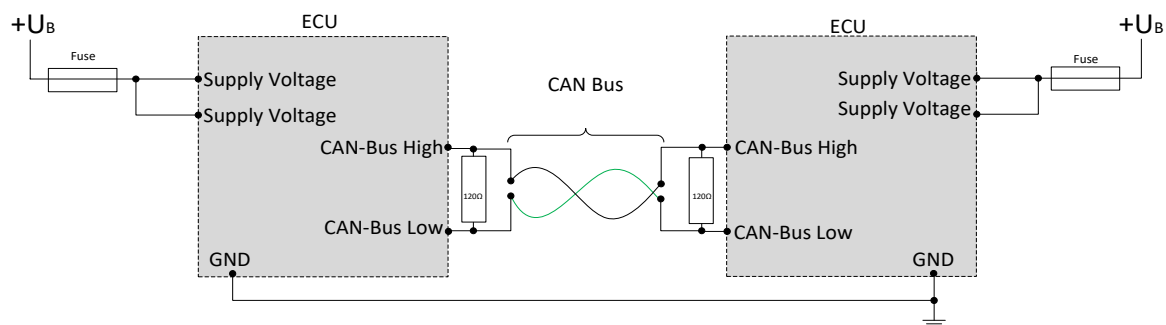 ECU
ECU
+UB
+UB
Fuse
Fuse
Supply Voltage
Supply Voltage
Supply Voltage
Supply Voltage
CAN Bus
CAN-Bus High
CAN-Bus High
120Ω
120Ω
CAN-Bus Low
CAN-Bus Low
GND
GND